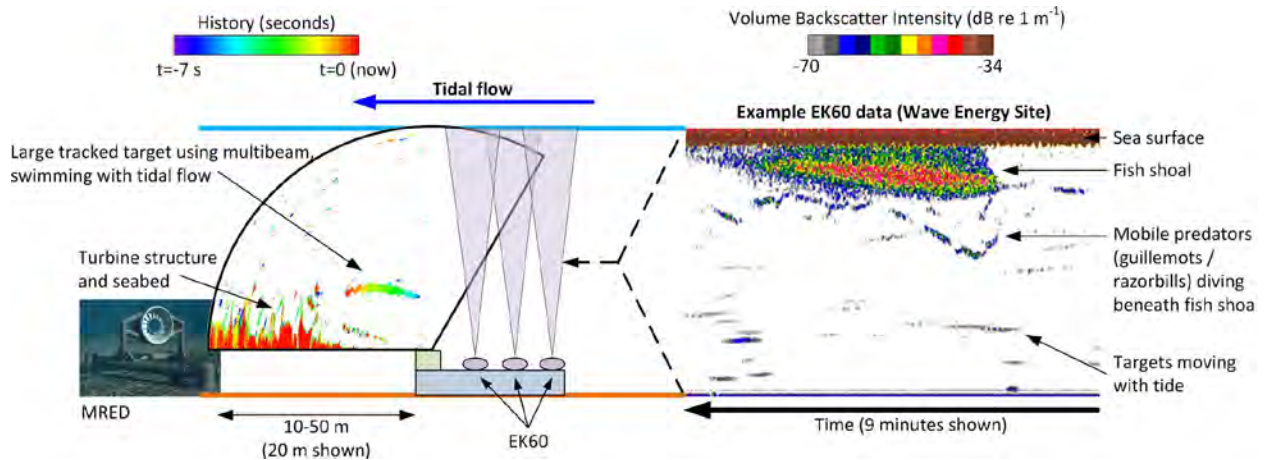 History (seconds)
t=-7 s
t=0 (now)
Volume Backscatter Intensity (dB re 1 m-1)
-70
-34
Tidal flow
Example EK60 data (Wave Energy Site)
Large tracked target using multibeam,
swimming with tidal flow
Turbine structure
and seabed
MRED
10-50 m
(20 m shown)
EK60
Sea surface
Fish shoal
Mobile predators
(guillemots /
razorbills) diving
beneath fish shoa
Targets moving
with tide
Time (9 minutes shown)